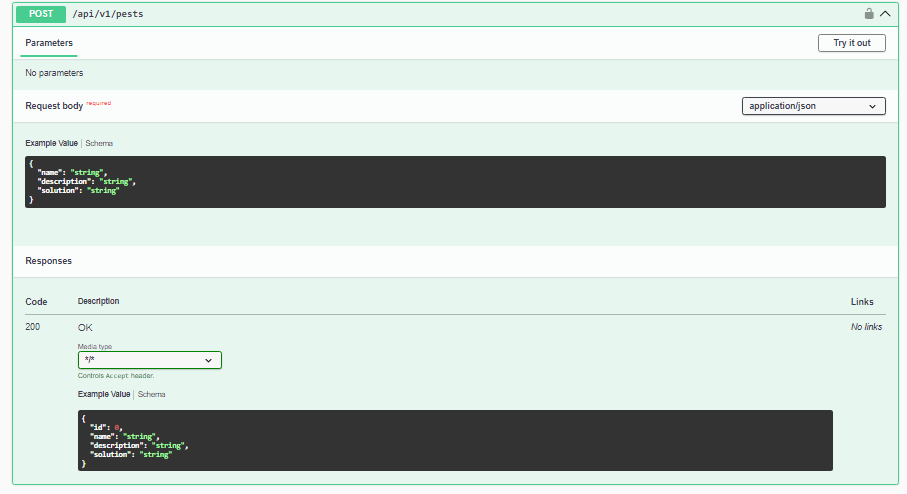 POST /api/v1/pests
Parameters
Try it out
No parameters
Request body required
application/json
Example Value | Schema
{
  "name": "string",
  "description": "string",
  "solution": "string"
}
Responses
Code Description Links
200 OK No links
Media type
*/*
Controls Accept header.
Example Value | Schema
{
  "id": 0,
  "name": "string",
  "description": "string",
  "solution": "string"
}